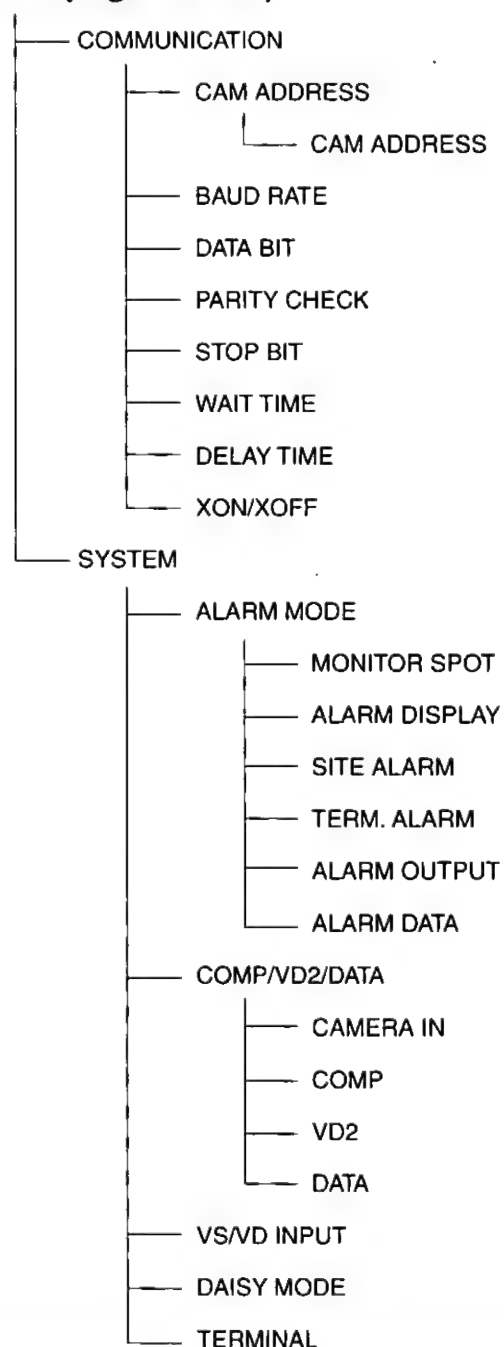 COMMUNICATION
CAM ADDRESS
CAM ADDRESS
BAUD RATE
DATA BIT
PARITY CHECK
STOP BIT
WAIT TIME
DELAY TIME
XON/XOFF
SYSTEM
ALARM MODE
MONITOR SPOT
ALARM DISPLAY
SITE ALARM
TERM. ALARM
ALARM OUTPUT
ALARM DATA
COMP/VD2/DATA
CAMERA IN
COMP
VD2
DATA
VS/VD INPUT
DAISY MODE
TERMINAL